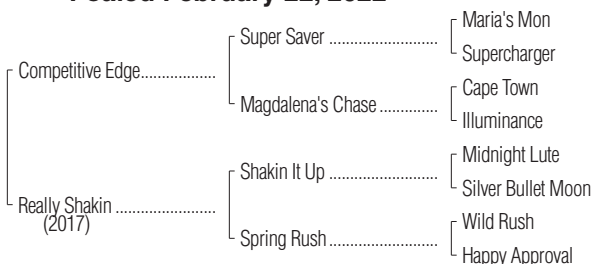 Foaled February 22, 2022
Maria's Mon
Super Saver ..........................
Supercharger
Competitive Edge..................
Cape Town
Magdalena's Chase ..............
Illuminance
Midnight Lute
Shakin It Up ..........................
Silver Bullet Moon
Really Shakin ........................
(2017)
Wild Rush
Spring Rush ..........................
Happy Approval